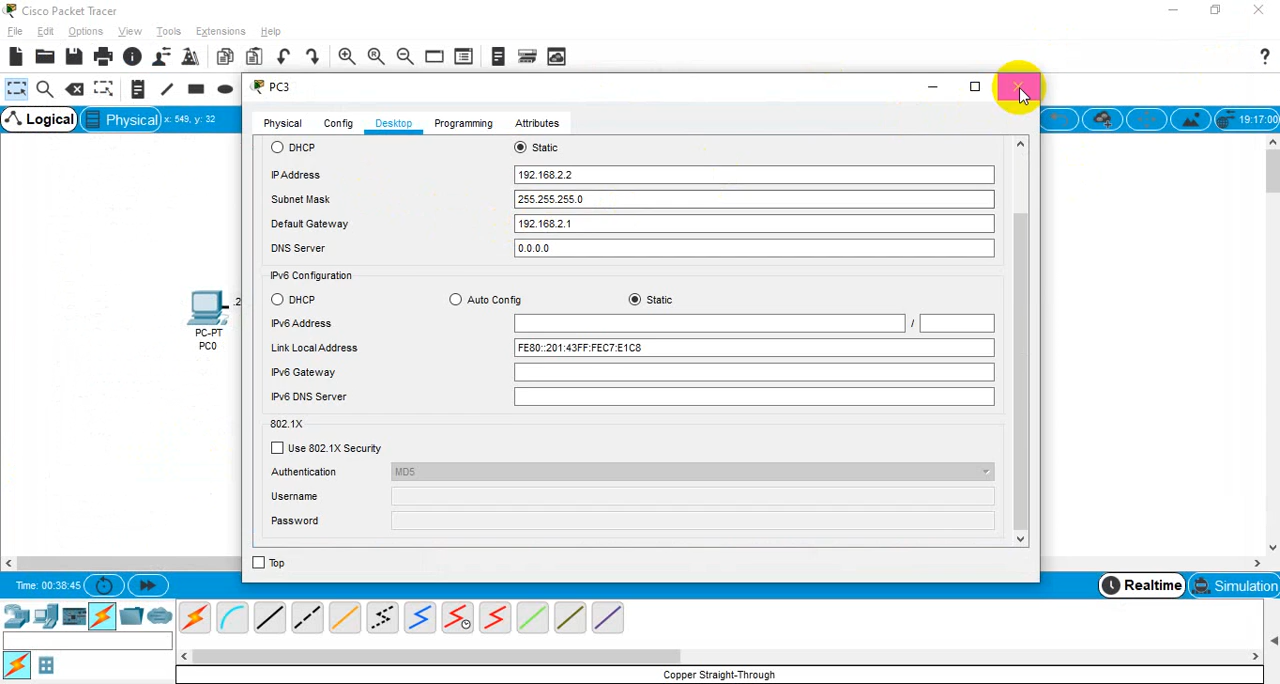 Cisco Packet Tracer
File Edit Options View Tools Extensions Help
?
PC3
Logical Physical x: 549, y: 32 19:17:00
Physical Config Desktop Programming Attributes
DHCP Static
IP Address 192.168.2.2
Subnet Mask 255.255.255.0
Default Gateway 192.168.2.1
DNS Server 0.0.0.0
IPv6 Configuration
DHCP Auto Config Static
IPv6 Address /
Link Local Address FE80::201:43FF:FEC7:E1C8
IPv6 Gateway
IPv6 DNS Server
802.1X
Use 802.1X Security
Authentication MD5
Username
Password
Top
.2
PC-PT
PC0
Time: 00:38:45 Realtime Simulation
Copper Straight-Through